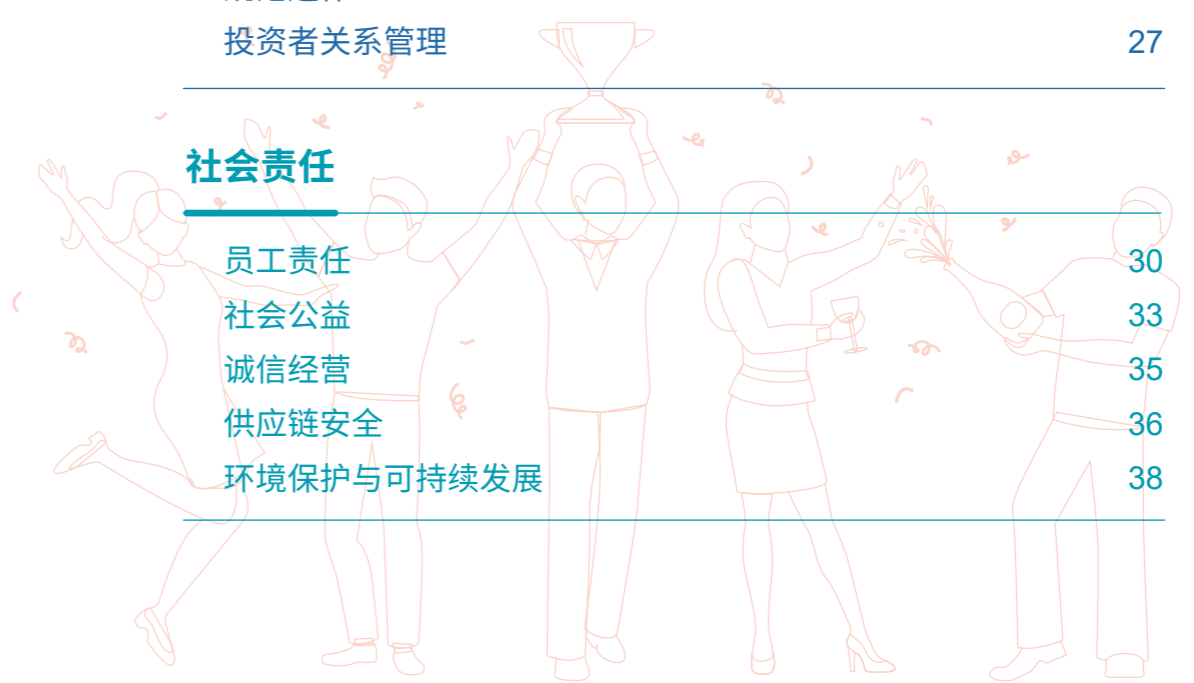 投资者关系管理 27
社会责任
员工责任 30
社会公益 33
诚信经营 35
供应链安全 36
环境保护与可持续发展 38